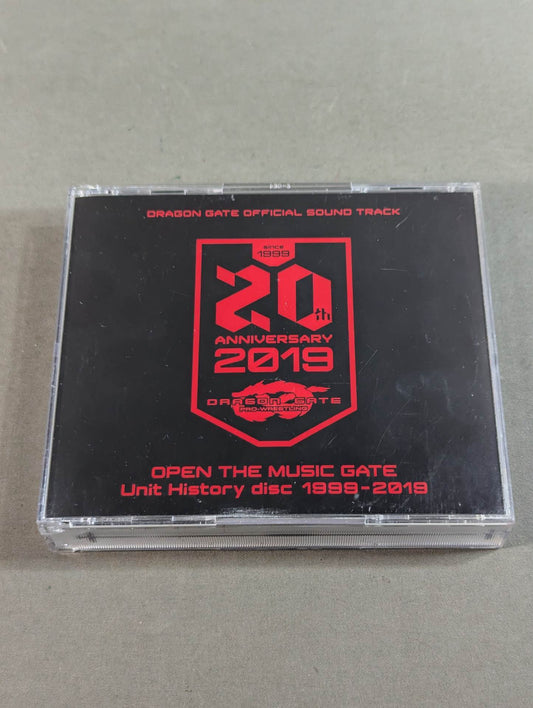 DRAGON GATE OFFICIAL SOUND TRACK
since
1999
20th
ANNIVERSARY
2019
DRAGON GATE
PRO-WRESTLING
OPEN THE MUSIC GATE
Unit History disc 1999-2019